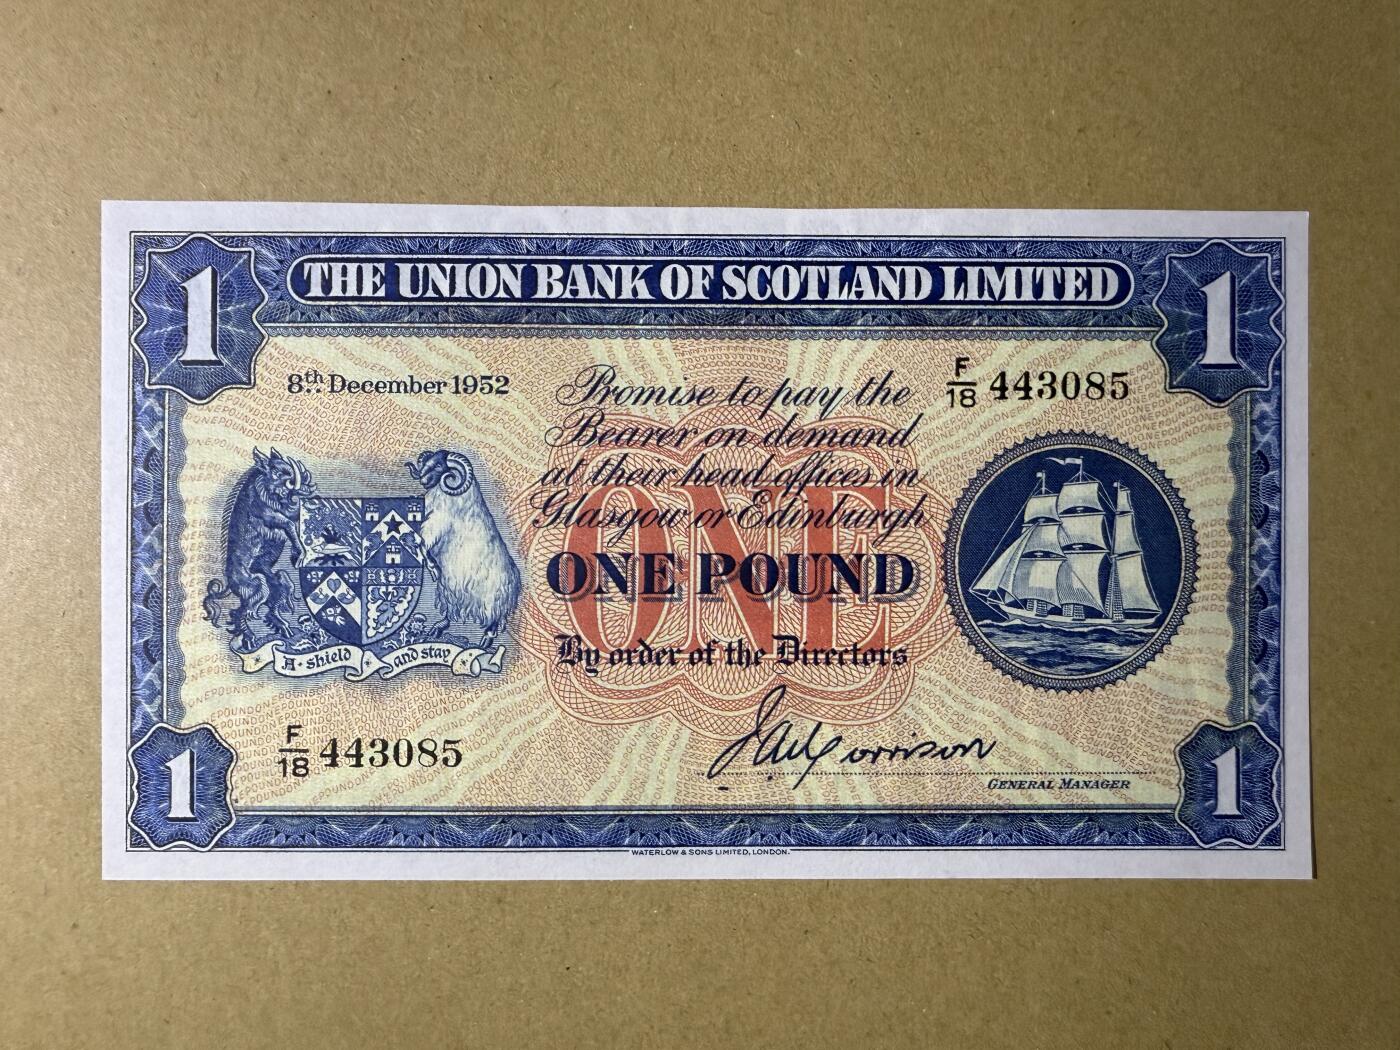 1 THE UNION BANK OF SCOTLAND LIMITED 1
8th December 1952
F/18 443085
Promise to pay the
Bearer on demand
at their head offices in
Glasgow or Edinburgh
ONE
ONE POUND
By order of the Directors
A · shield and stay
F/18 443085
J A Morrison
GENERAL MANAGER
1 1
WATERLOW & SONS LIMITED, LONDON.